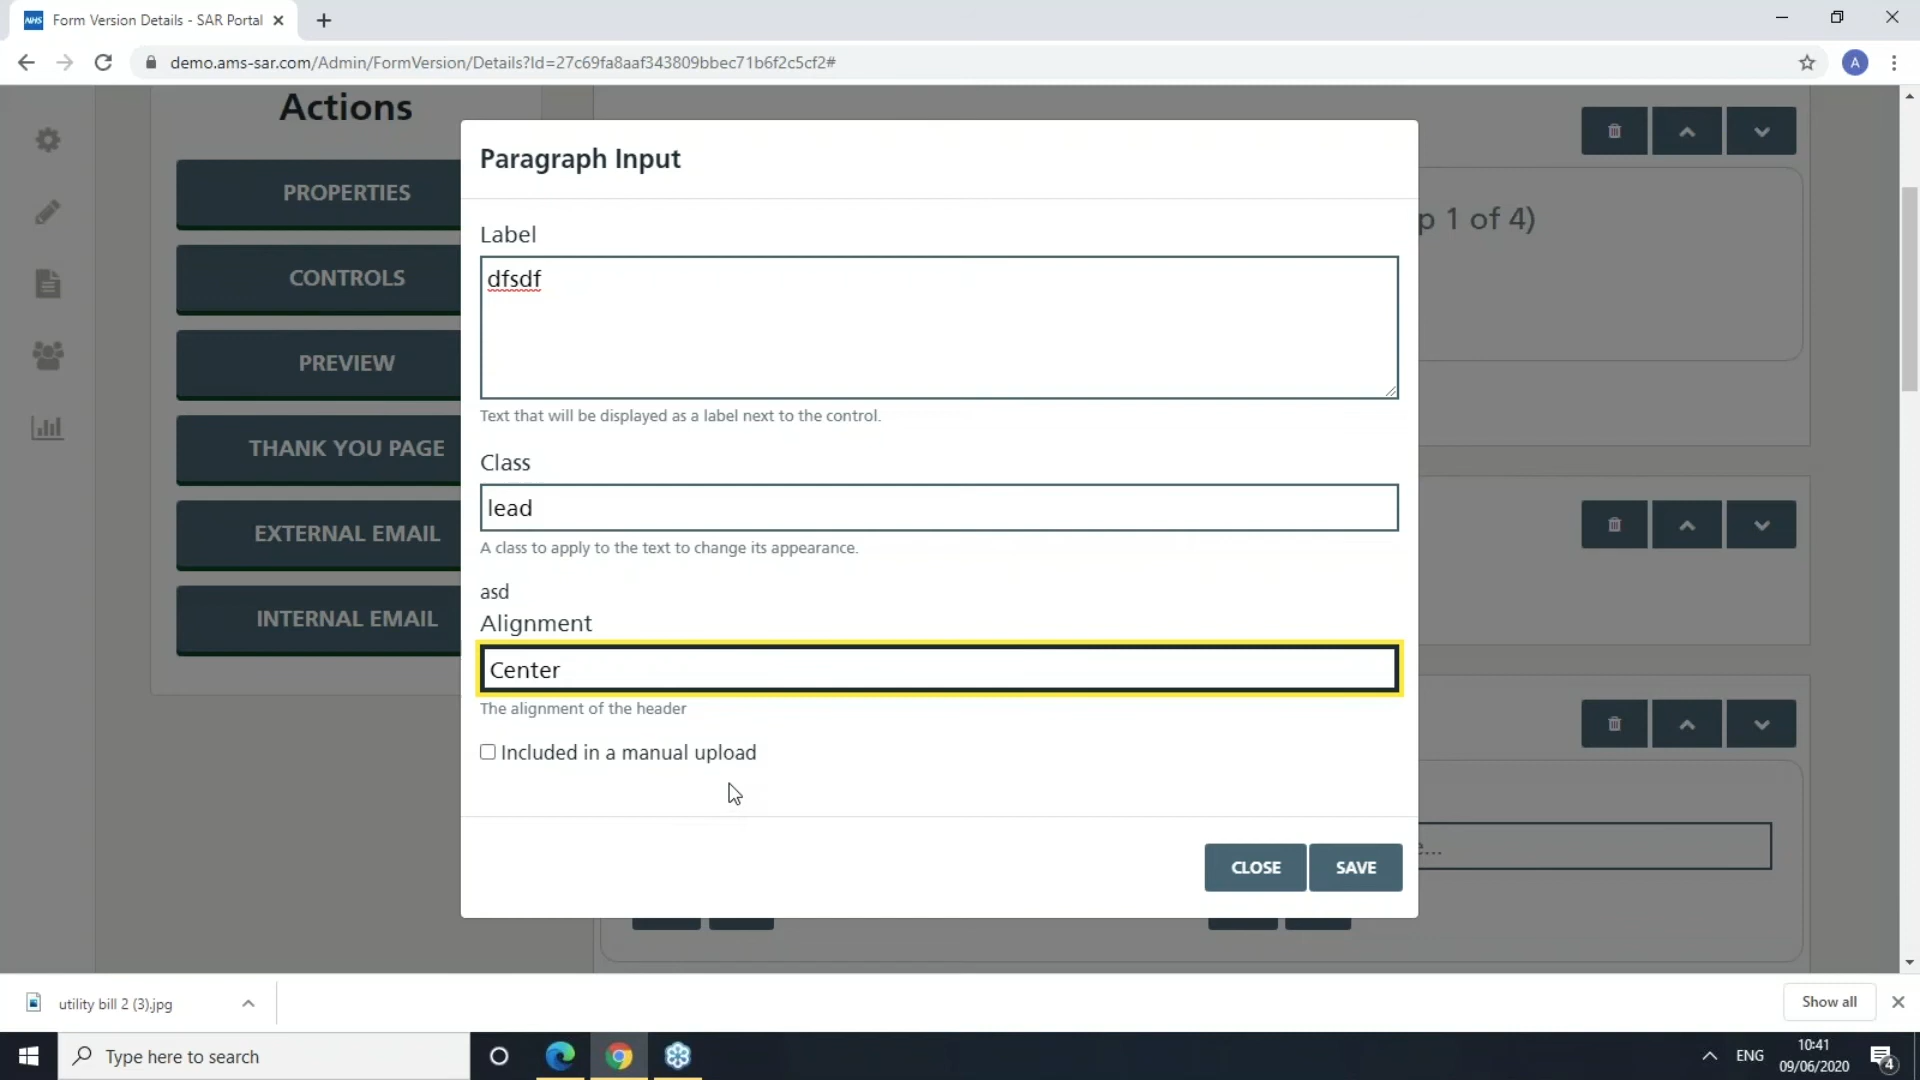 NHS Form Version Details - SAR Portal
demo.ams-sar.com/Admin/FormVersion/Details?Id=27c69fa8aaf343809bbec71b6f2c5cf2#
A
Actions
PROPERTIES
CONTROLS
PREVIEW
THANK YOU PAGE
EXTERNAL EMAIL
INTERNAL EMAIL
Paragraph Input
Label
dfsdf
Text that will be displayed as a label next to the control.
Class
lead
A class to apply to the text to change its appearance.
asd
Alignment
Center
The alignment of the header
Included in a manual upload
CLOSE SAVE
p 1 of 4)
e...
utility bill 2 (3).jpg
Show all
Type here to search
ENG
10:41
09/06/2020
4